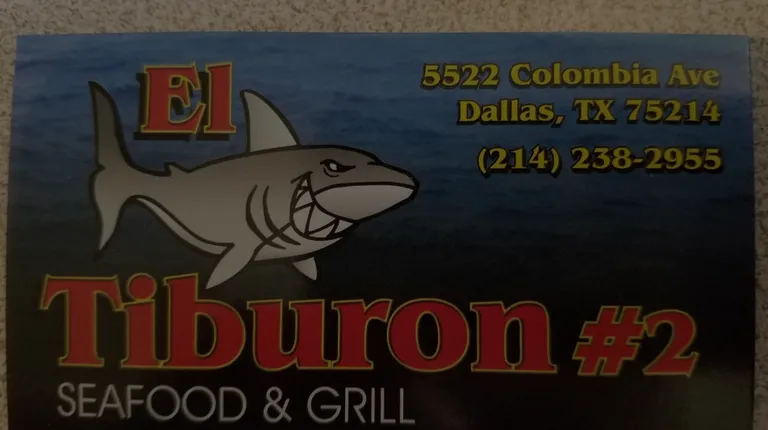 El
Tiburon #2
SEAFOOD & GRILL
5522 Colombia Ave
Dallas, TX 75214
(214) 238-2955